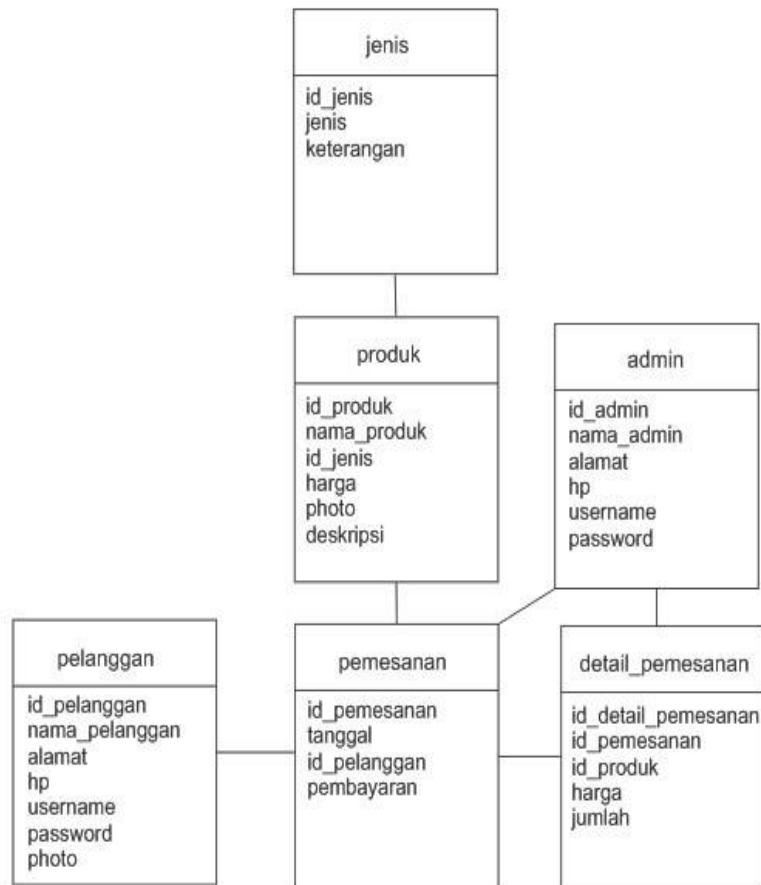 jenis
id_jenis
jenis
keterangan
produk
id_produk
nama_produk
id_jenis
harga
photo
deskripsi
admin
id_admin
nama_admin
alamat
hp
username
password
pelanggan
id_pelanggan
nama_pelanggan
alamat
hp
username
password
photo
pemesanan
id_pemesanan
tanggal
id_pelanggan
pembayaran
detail_pemesanan
id_detail_pemesanan
id_pemesanan
id_produk
harga
jumlah